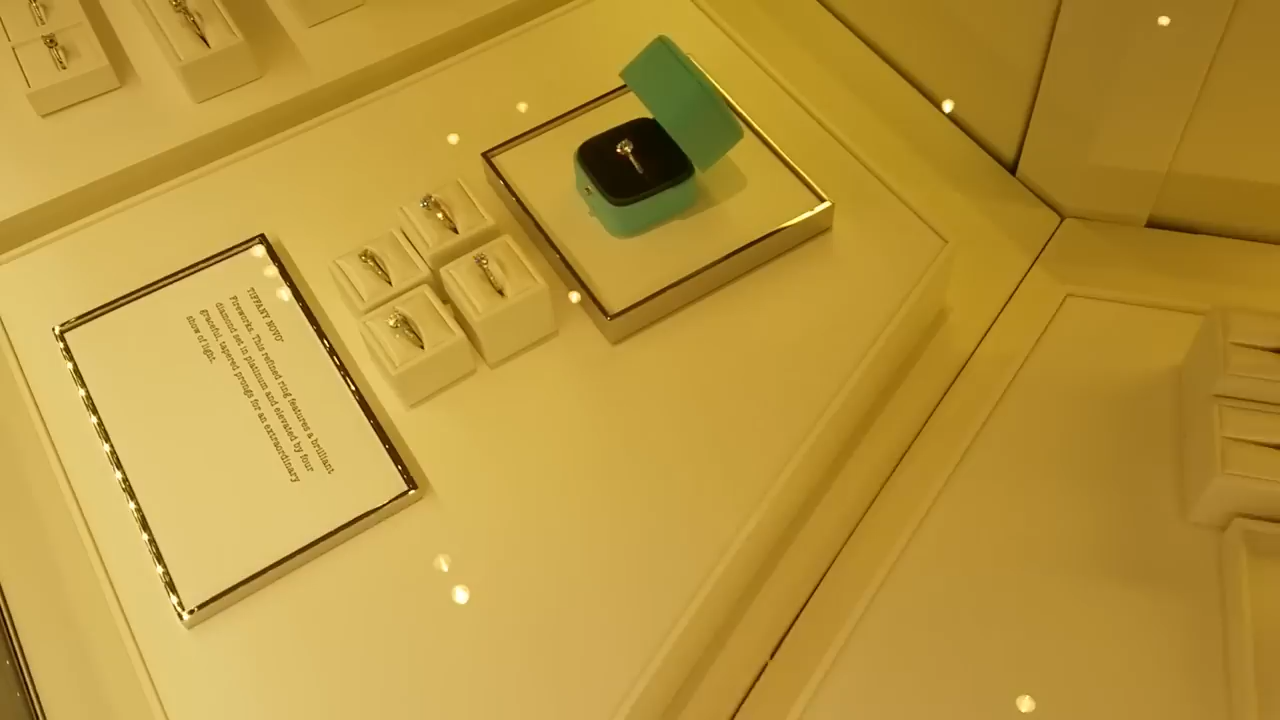 TIFFANY NOVO®
Fireworks. This refined ring features a brilliant
diamond set in platinum and elevated by four
graceful, tapered prongs for an extraordinary
show of light.